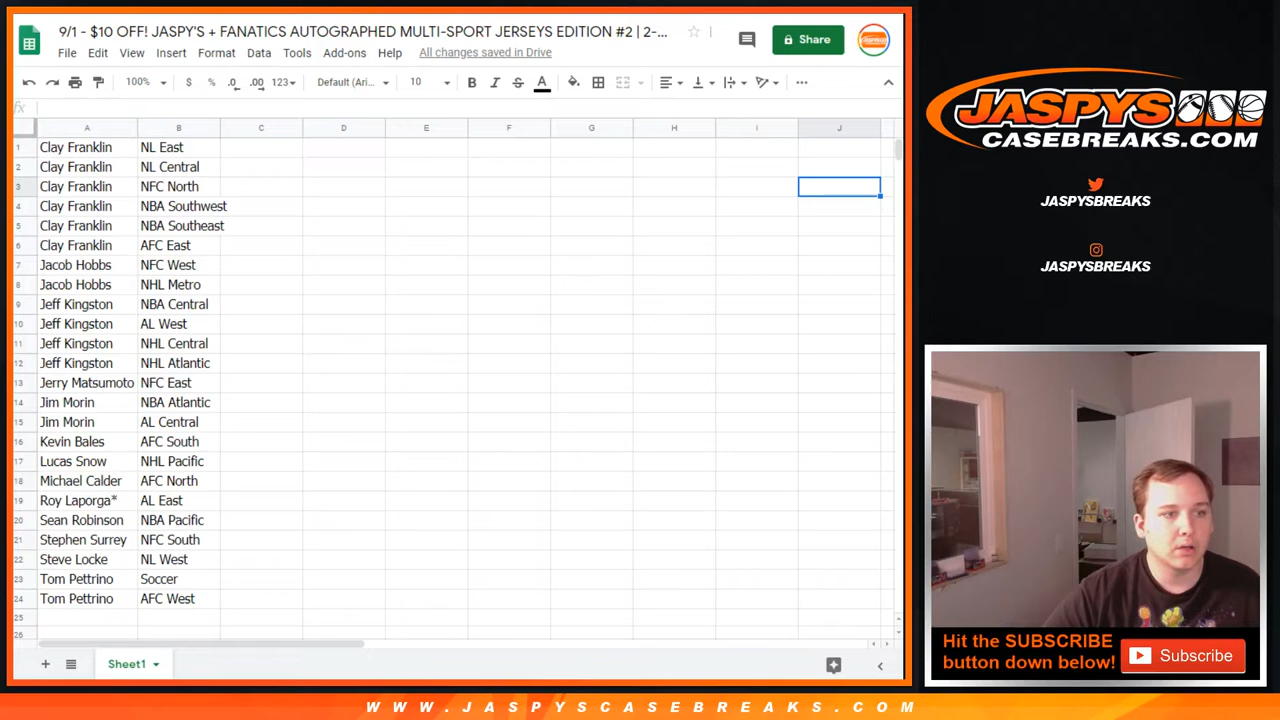 9/1 - $10 OFF! JASPY'S + FANATICS AUTOGRAPHED MULTI-SPORT JERSEYS EDITION #2 | 2-...
File Edit View Insert Format Data Tools Add-ons Help All changes saved in Drive
Share
100% $ % .0 .00 123 Default (Ari... 10 B I S A
fx
A B C D E F G H I J
1 Clay Franklin NL East
2 Clay Franklin NL Central
3 Clay Franklin NFC North
4 Clay Franklin NBA Southwest
5 Clay Franklin NBA Southeast
6 Clay Franklin AFC East
7 Jacob Hobbs NFC West
8 Jacob Hobbs NHL Metro
9 Jeff Kingston NBA Central
10 Jeff Kingston AL West
11 Jeff Kingston NHL Central
12 Jeff Kingston NHL Atlantic
13 Jerry Matsumoto NFC East
14 Jim Morin NBA Atlantic
15 Jim Morin AL Central
16 Kevin Bales AFC South
17 Lucas Snow NHL Pacific
18 Michael Calder AFC North
19 Roy Laporga* AL East
20 Sean Robinson NBA Pacific
21 Stephen Surrey NFC South
22 Steve Locke NL West
23 Tom Pettrino Soccer
24 Tom Pettrino AFC West
25
26
Sheet1
JASPYS
CASEBREAKS.COM
JASPYSBREAKS
JASPYSBREAKS
Hit the SUBSCRIBE
button down below!
Subscribe
WWW.JASPYSCASEBREAKS.COM